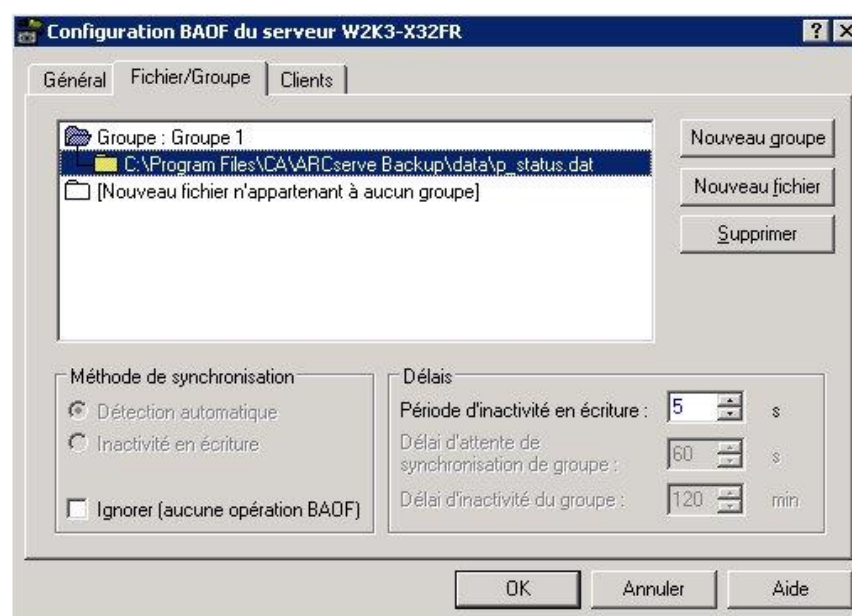 Configuration BAOF du serveur W2K3-X32FR
Général Fichier/Groupe Clients
Groupe : Groupe 1
C:\Program Files\CA\ARCserve Backup\data\p_status.dat
[Nouveau fichier n'appartenant à aucun groupe]
Nouveau groupe
Nouveau fichier
Supprimer
Méthode de synchronisation
Détection automatique
Inactivité en écriture
Ignorer (aucune opération BAOF)
Délais
Période d'inactivité en écriture : 5 s
Délai d'attente de
synchronisation de groupe : 60 s
Délai d'inactivité du groupe : 120 min
OK Annuler Aide